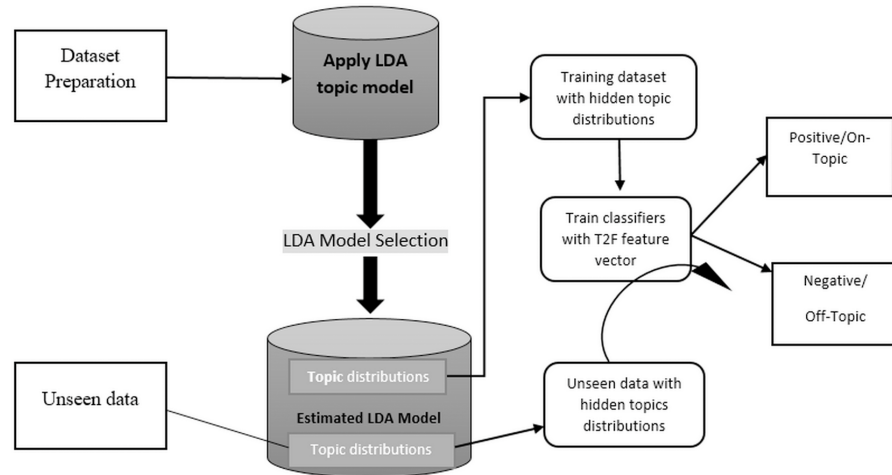 Dataset
Preparation
Apply LDA
topic model
Training dataset
with hidden topic
distributions
Positive/On-
Topic
Train classifiers
with T2F feature
vector
LDA Model Selection
Negative/
Off-Topic
Topic distributions
Unseen data
Estimated LDA Model
Topic distributions
Unseen data with
hidden topics
distributions